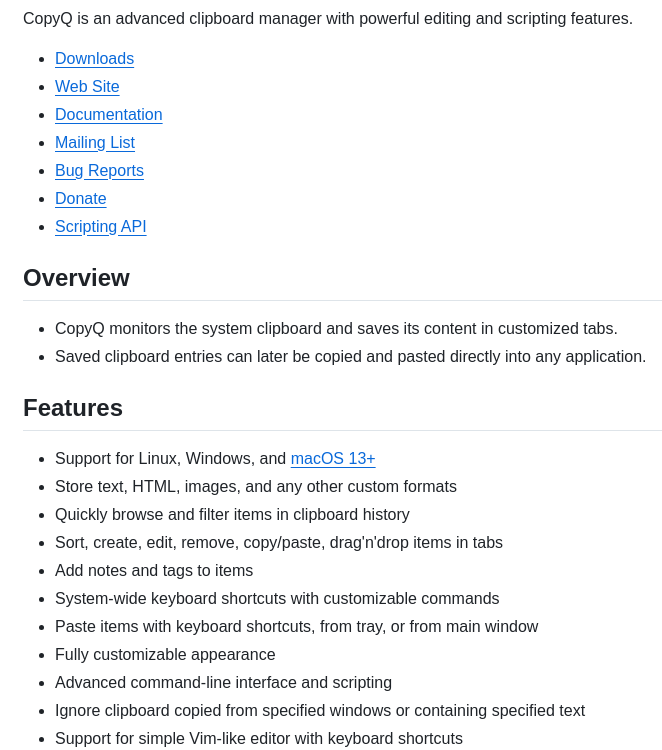 CopyQ is an advanced clipboard manager with powerful editing and scripting features.
Downloads
Web Site
Documentation
Mailing List
Bug Reports
Donate
Scripting API
Overview
CopyQ monitors the system clipboard and saves its content in customized tabs.
Saved clipboard entries can later be copied and pasted directly into any application.
Features
Support for Linux, Windows, and macOS 13+
Store text, HTML, images, and any other custom formats
Quickly browse and filter items in clipboard history
Sort, create, edit, remove, copy/paste, drag'n'drop items in tabs
Add notes and tags to items
System-wide keyboard shortcuts with customizable commands
Paste items with keyboard shortcuts, from tray, or from main window
Fully customizable appearance
Advanced command-line interface and scripting
Ignore clipboard copied from specified windows or containing specified text
Support for simple Vim-like editor with keyboard shortcuts